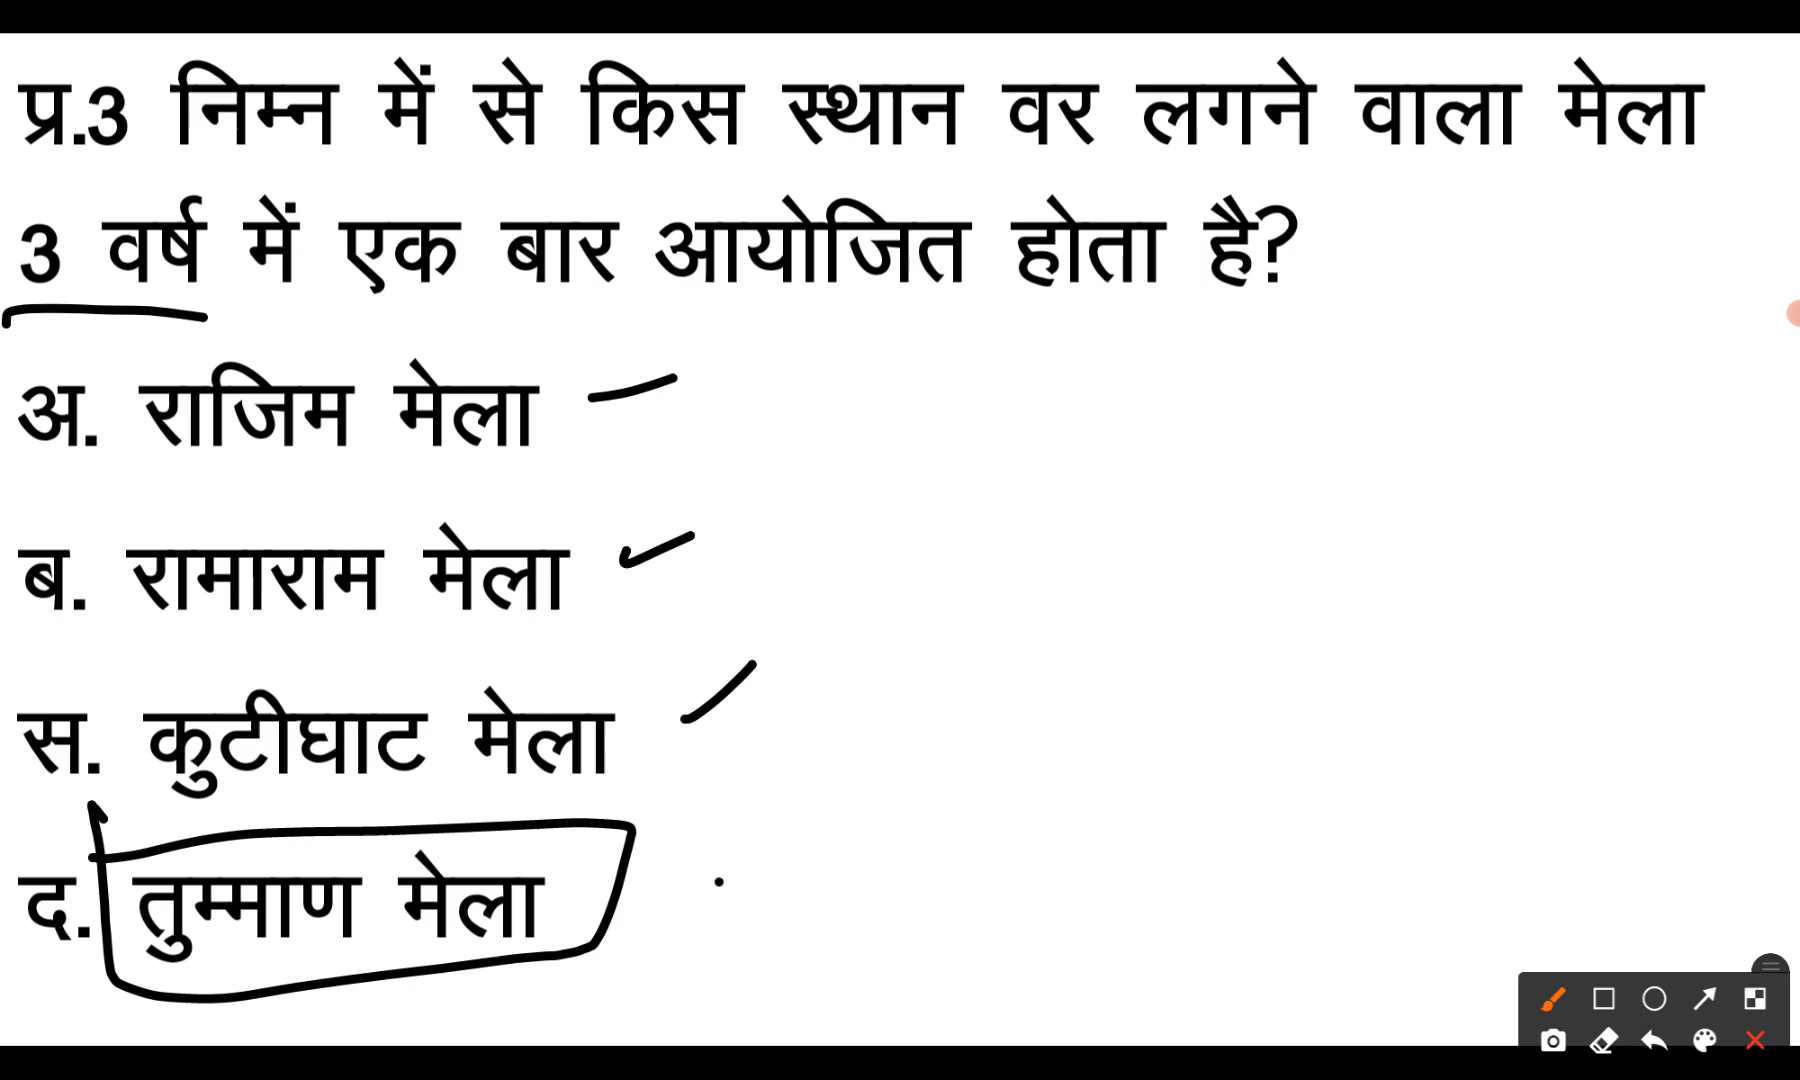 प्र.3 निम्न में से किस स्थान वर लगने वाला मेला
3 वर्ष में एक बार आयोजित होता है?
अ. राजिम मेला
ब. रामाराम मेला
स. कुटीघाट मेला
द. तुम्माण मेला